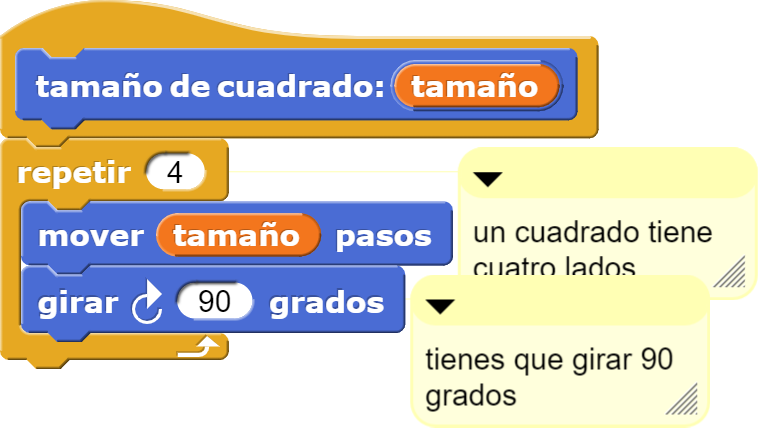 tamaño de cuadrado: tamaño
repetir 4
mover tamaño pasos
girar 90 grados
un cuadrado tiene
cuatro lados
tienes que girar 90
grados